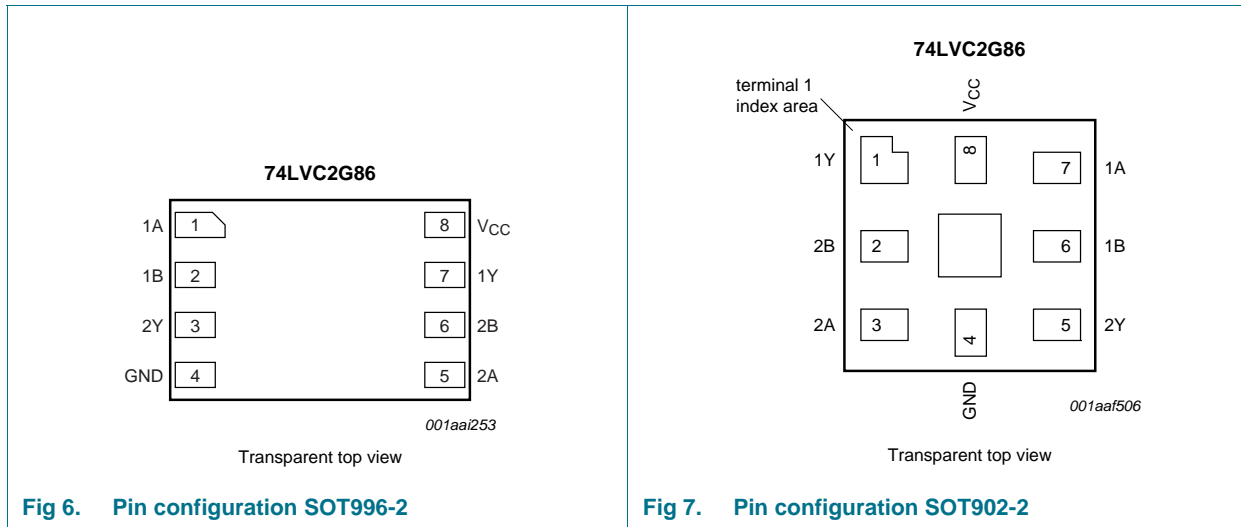 74LVC2G86
1A 1 8 VCC
1B 2 7 1Y
2Y 3 6 2B
GND 4 5 2A
001aai253
Transparent top view
Fig 6. Pin configuration SOT996-2
74LVC2G86
terminal 1
index area
VCC
1Y 1 8 7 1A
2B 2 6 1B
2A 3 4 5 2Y
GND
001aaf506
Transparent top view
Fig 7. Pin configuration SOT902-2